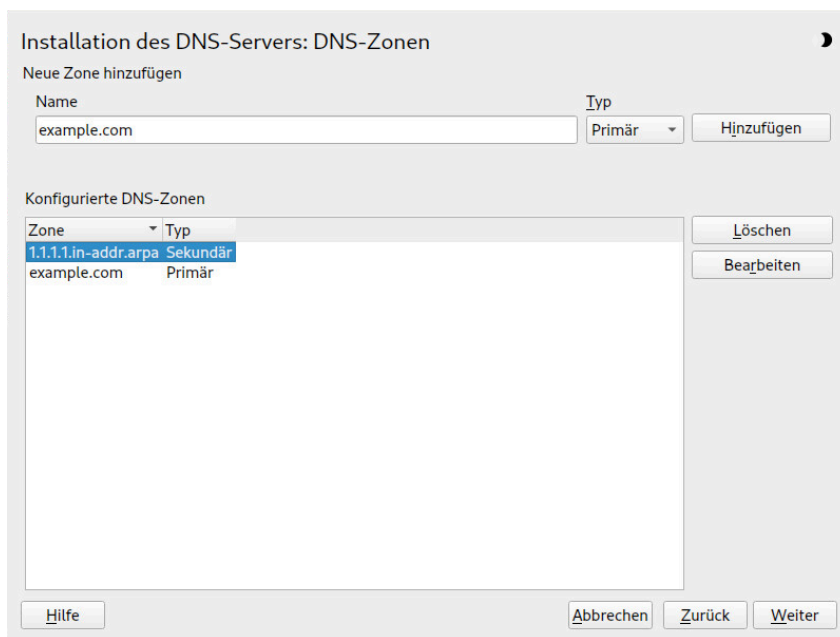 Installation des DNS-Servers: DNS-Zonen
Neue Zone hinzufügen
Name Typ
example.com Primär Hinzufügen
Konfigurierte DNS-Zonen
Zone Typ Löschen
1.1.1.1.in-addr.arpa Sekundär
example.com Primär Bearbeiten
Hilfe Abbrechen Zurück Weiter